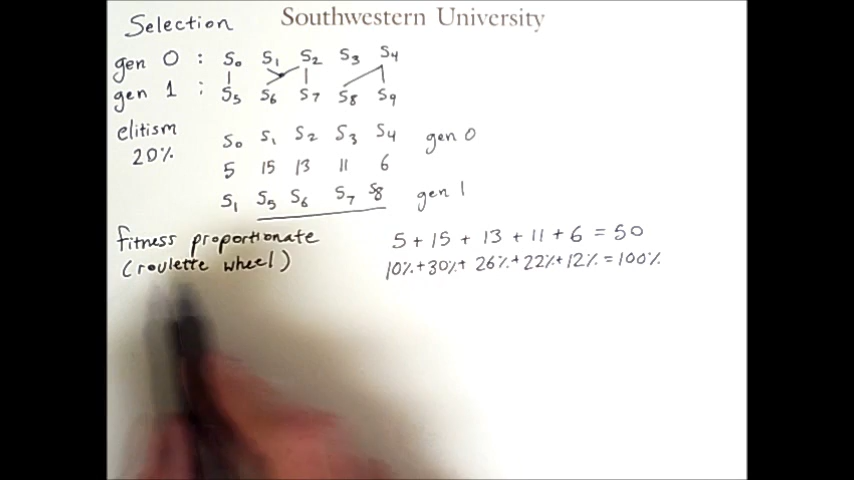 Southwestern University
Selection
gen 0 : S₀ S₁ S₂ S₃ S₄
gen 1 : S₅ S₆ S₇ S₈ S₉
elitism S₀ S₁ S₂ S₃ S₄ gen 0
20% 5 15 13 11 6
S₁ S₅ S₆ S₇ S₈ gen 1
fitness proportionate 5 + 15 + 13 + 11 + 6 = 50
(roulette wheel) 10%+30%+ 26%+22%+12%=100%